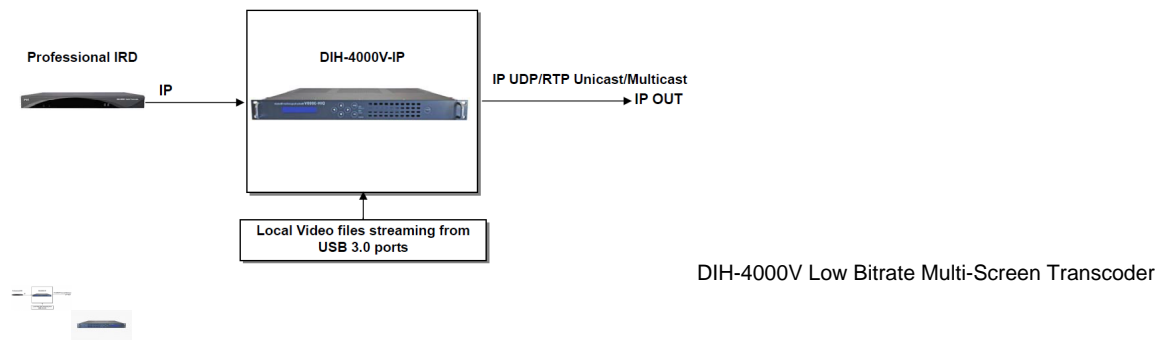 Professional IRD
IP
DIH-4000V-IP
IP UDP/RTP Unicast/Multicast
IP OUT
Local Video files streaming from
USB 3.0 ports
DIH-4000V Low Bitrate Multi-Screen Transcoder